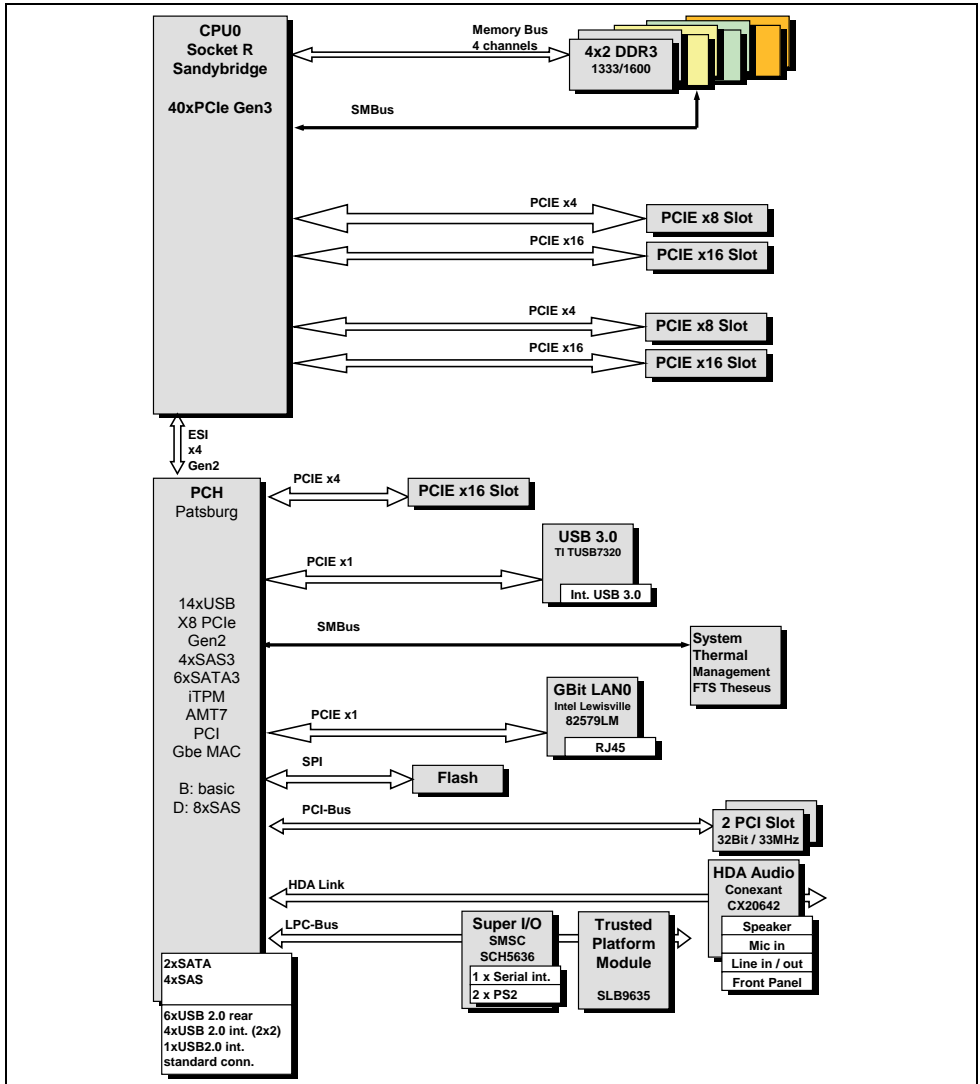 CPU0
Socket R
Sandybridge
40xPCIe Gen3
Memory Bus
4 channels
4x2 DDR3
1333/1600
SMBus
PCIE x4
PCIE x8 Slot
PCIE x16
PCIE x16 Slot
PCIE x4
PCIE x8 Slot
PCIE x16
PCIE x16 Slot
ESI
x4
Gen2
PCH
Patsburg
14xUSB
X8 PCIe
Gen2
4xSAS3
6xSATA3
iTPM
AMT7
PCI
Gbe MAC
B: basic
D: 8xSAS
PCIE x4
PCIE x16 Slot
PCIE x1
USB 3.0
TI TUSB7320
Int. USB 3.0
SMBus
System
Thermal
Management
FTS Theseus
PCIE x1
GBit LAN0
Intel Lewisville
82579LM
RJ45
SPI
Flash
PCI-Bus
2 PCI Slot
32Bit / 33MHz
HDA Link
HDA Audio
Conexant
CX20642
Speaker
Mic in
Line in / out
Front Panel
LPC-Bus
Super I/O
SMSC
SCH5636
1 x Serial int.
2 x PS2
Trusted
Platform
Module
SLB9635
2xSATA
4xSAS
6xUSB 2.0 rear
4xUSB 2.0 int. (2x2)
1xUSB2.0 int.
standard conn.